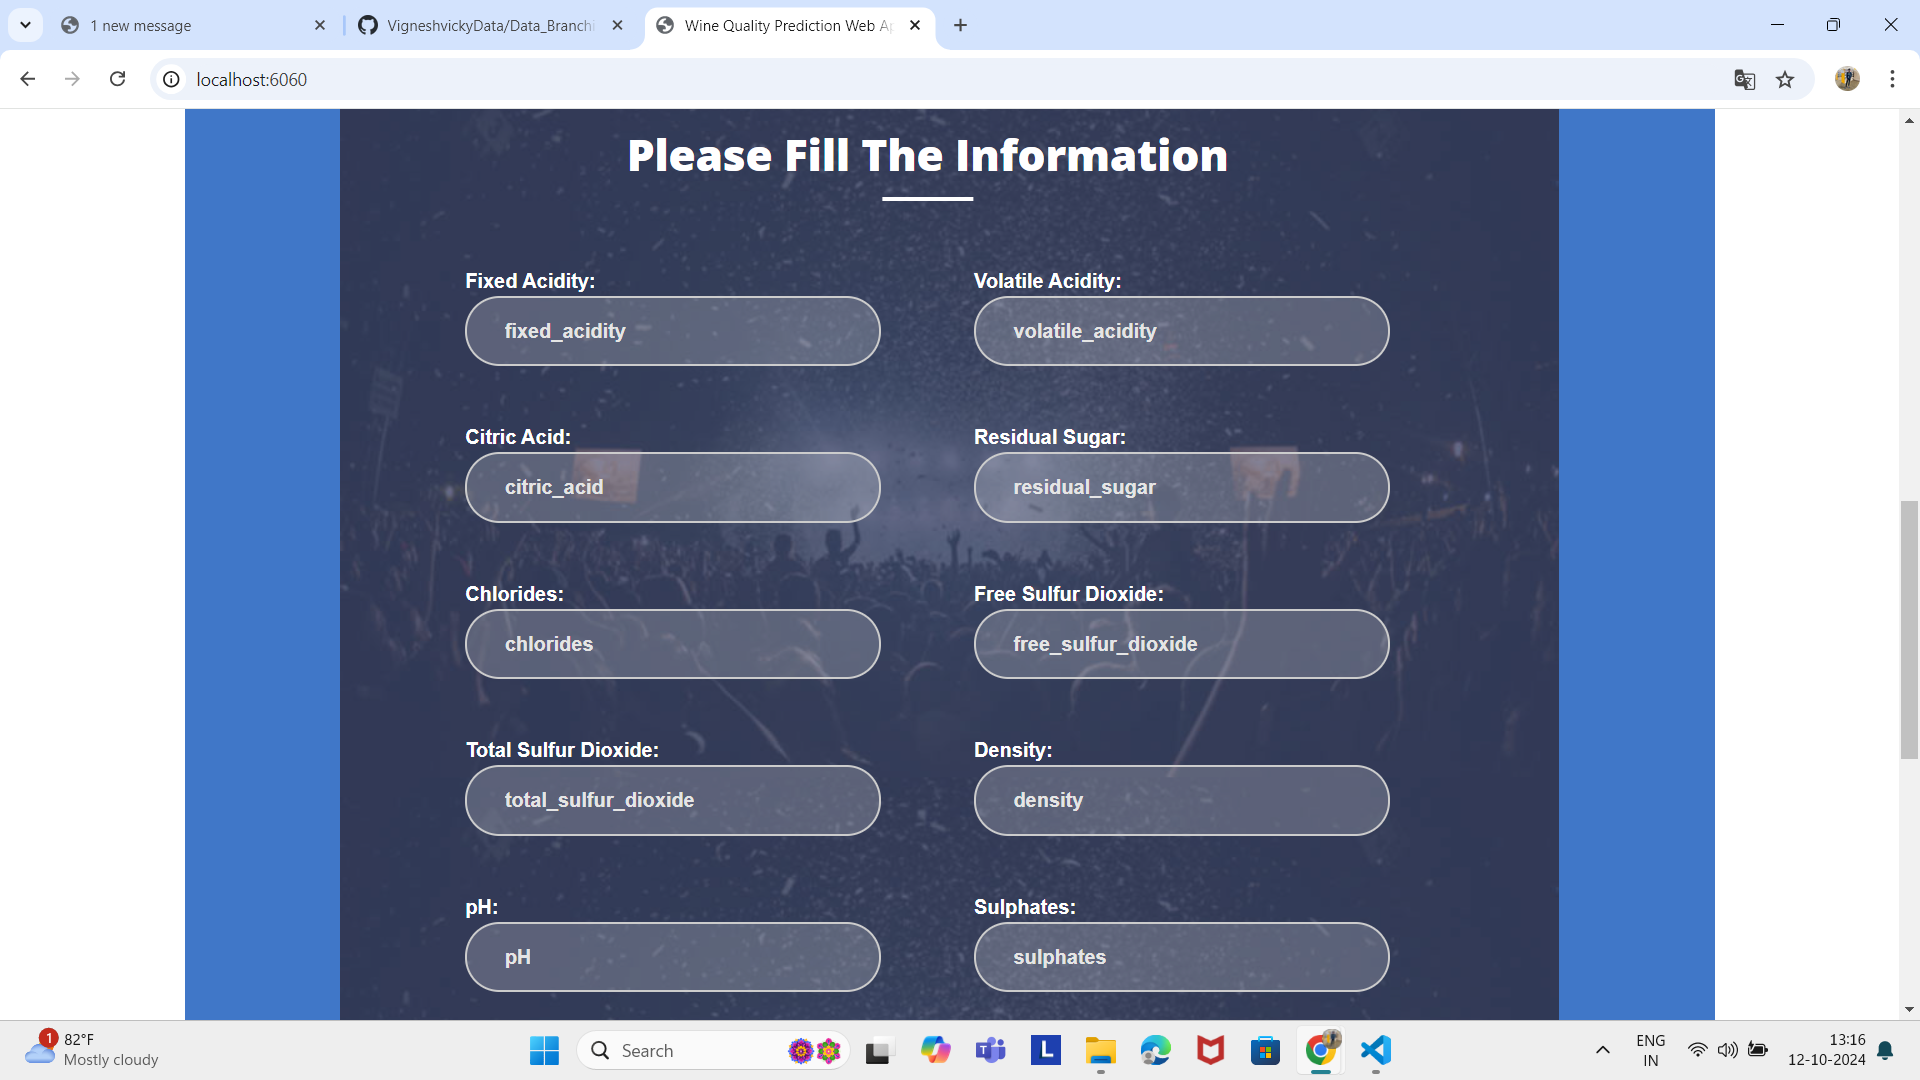 1 new message
VigneshvickyData/Data_Branchi
Wine Quality Prediction Web Ap
localhost:6060
Please Fill The Information
Fixed Acidity:
Volatile Acidity:
fixed_acidity
volatile_acidity
Citric Acid:
Residual Sugar:
citric_acid
residual_sugar
Chlorides:
Free Sulfur Dioxide:
chlorides
free_sulfur_dioxide
Total Sulfur Dioxide:
Density:
total_sulfur_dioxide
density
pH:
Sulphates:
pH
sulphates
1
82°F
Mostly cloudy
Search
L
ENG
IN
13:16
12-10-2024